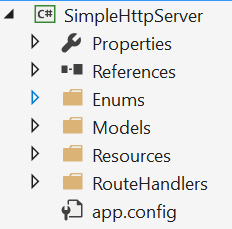 C# SimpleHttpServer
Properties
References
Enums
Models
Resources
RouteHandlers
app.config